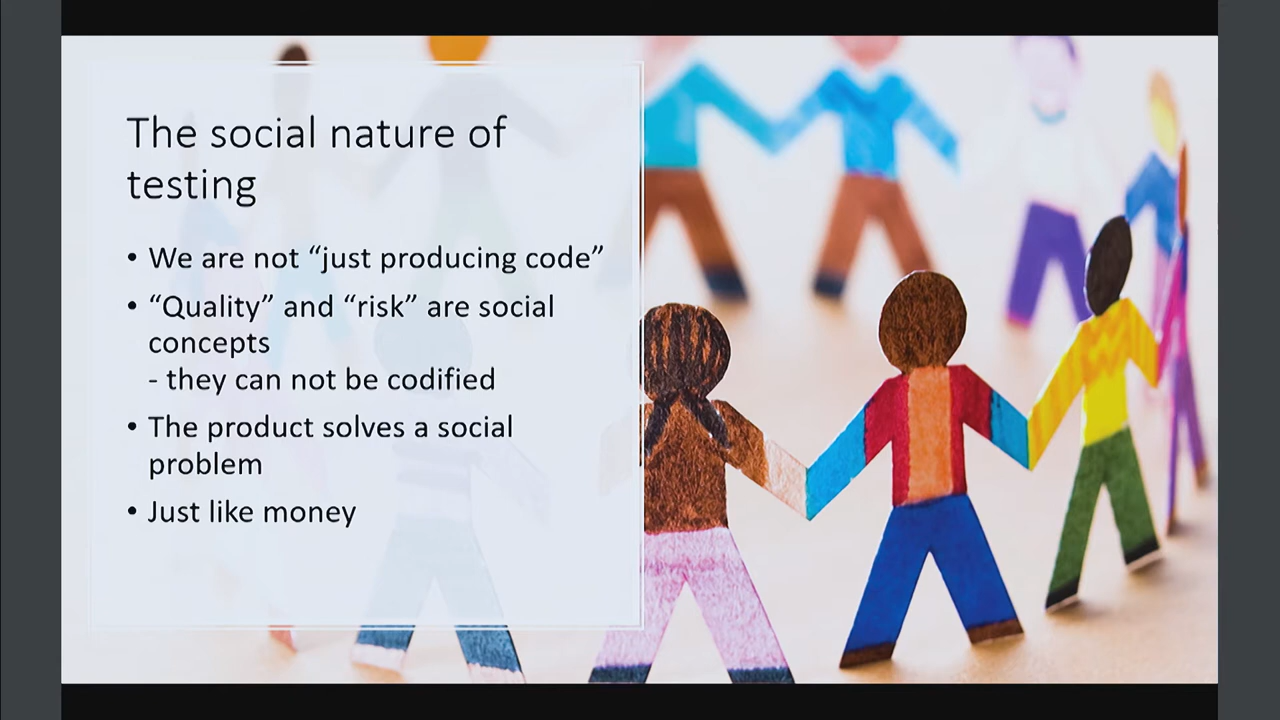 The social nature of
testing
• We are not “just producing code”
• “Quality” and “risk” are social
concepts
- they can not be codified
• The product solves a social
problem
• Just like money